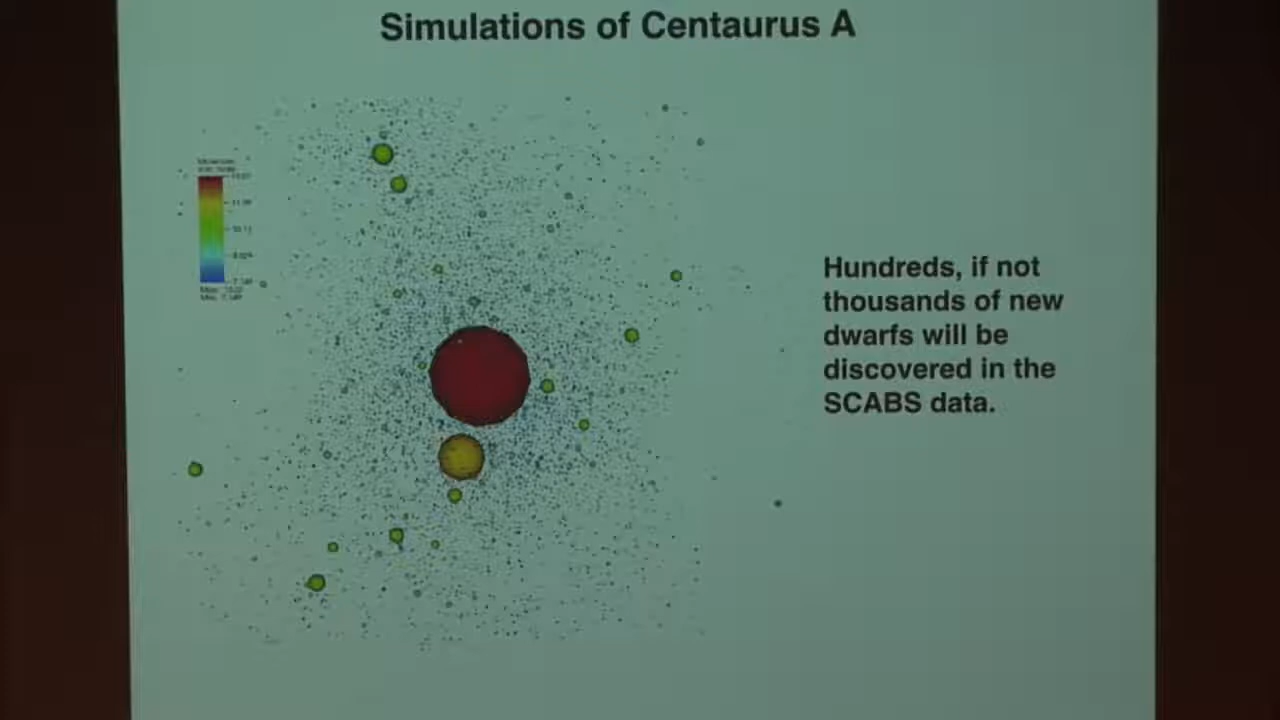 Simulations of Centaurus A
Hundreds, if not
thousands of new
dwarfs will be
discovered in the
SCABS data.